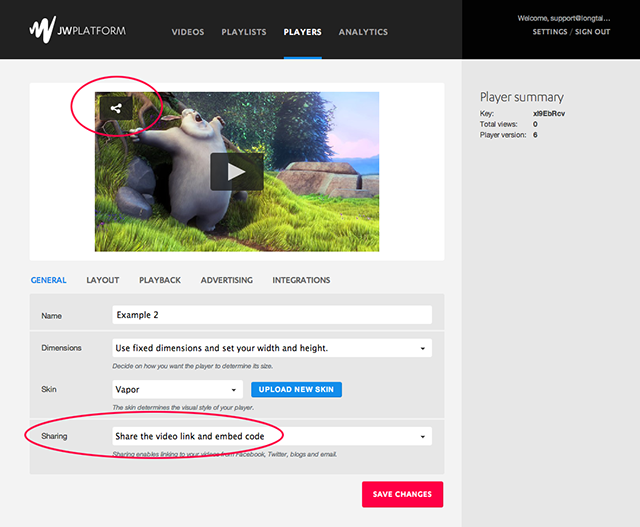 JWPLATFORM
VIDEOS PLAYLISTS PLAYERS ANALYTICS
Welcome, support@longtai...
SETTINGS / SIGN OUT
Player summary
Key: xI9EbRcv
Total views: 0
Player version: 6
GENERAL LAYOUT PLAYBACK ADVERTISING INTEGRATIONS
Name Example 2
Dimensions Use fixed dimensions and set your width and height.
Decide on how you want the player to determine its size.
Skin Vapor UPLOAD NEW SKIN
The skin determines the visual style of your player.
Sharing Share the video link and embed code
Sharing enables linking to your videos from Facebook, Twitter, blogs and email.
SAVE CHANGES